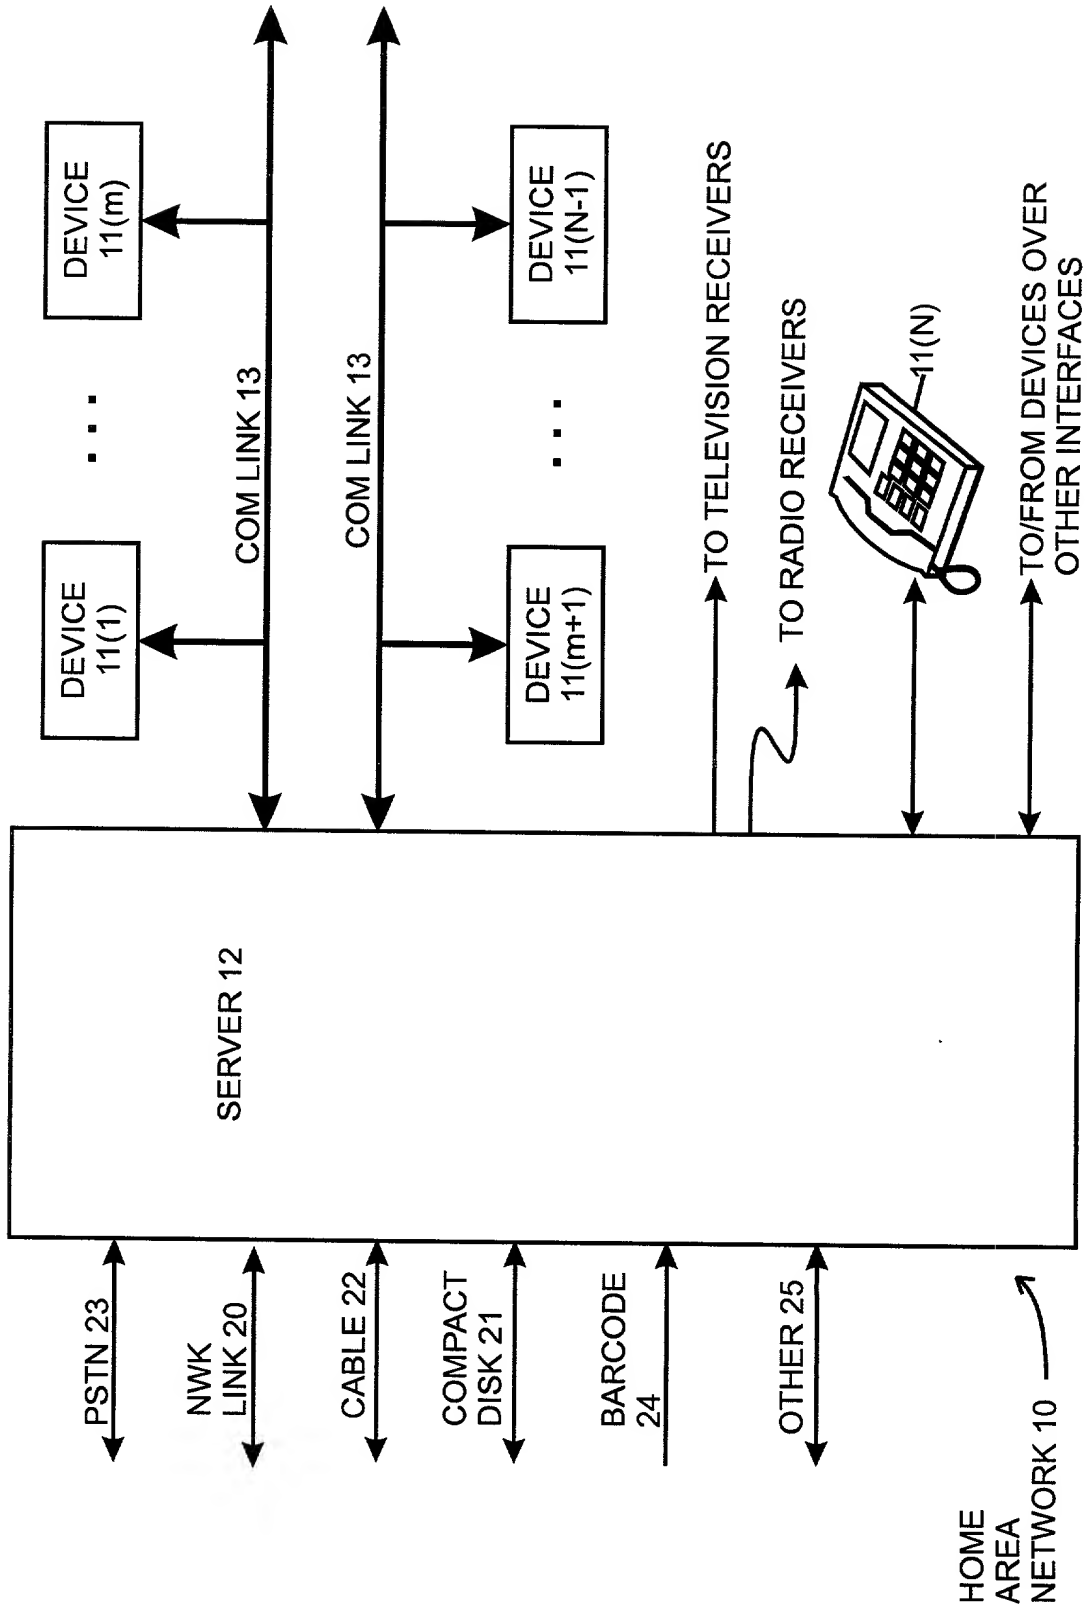 PSTN 23
NWK
LINK 20
CABLE 22
COMPACT
DISK 21
BARCODE
24
OTHER 25
HOME
AREA
NETWORK 10
SERVER 12
DEVICE
11(1)
. . .
DEVICE
11(m)
COM LINK 13
COM LINK 13
DEVICE
11(m+1)
. . .
DEVICE
11(N-1)
TO TELEVISION RECEIVERS
TO RADIO RECEIVERS
11(N)
TO/FROM DEVICES OVER
OTHER INTERFACES